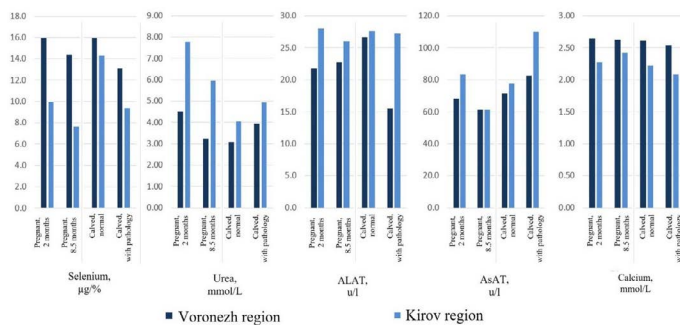 16.0
14.0
12.0
10.0
8.0
6.0
4.0
2.0
0.0
Pregnant, 2 months
Pregnant, 8.5 months
Calved, normal
Calved, with pathology
Selenium,
µg/%
9.00
8.00
7.00
6.00
5.00
4.00
3.00
2.00
1.00
0.00
Pregnant, 2 months
Pregnant, 8.5 months
Calved, normal
Calved, with pathology
Urea,
mmol/L
30.0
25.0
20.0
15.0
10.0
5.0
0.0
Pregnant, 2 months
Pregnant, 8.5 months
Calved, normal
Calved, with pathology
ALAT,
u/l
120.0
100.0
80.0
60.0
40.0
20.0
0.0
Pregnant, 2 months
Pregnant, 8.5 months
Calved, normal
Calved, with pathology
AsAT,
u/l
3.00
2.50
2.00
1.50
1.00
0.50
0.00
Pregnant, 2 months
Pregnant, 8.5 months
Calved, normal
Calved, with pathology
Calcium,
mmol/L
Voronezh region
Kirov region